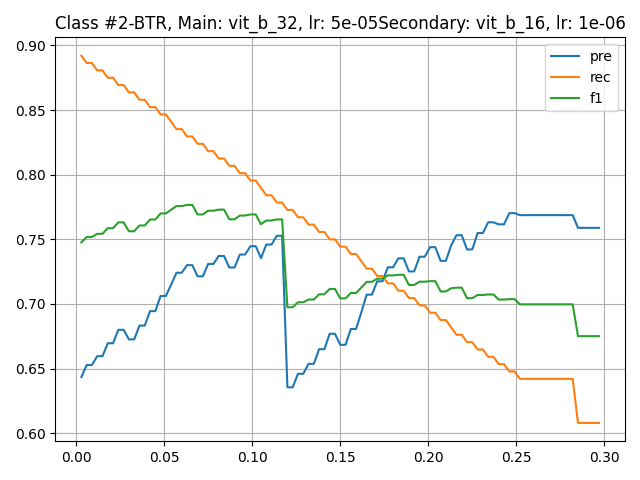 Class #2-BTR, Main: vit_b_32, lr: 5e-05Secondary: vit_b_16, lr: 1e-06
0.90
0.85
0.80
0.75
0.70
0.65
0.60
pre
rec
f1
0.00 0.05 0.10 0.15 0.20 0.25 0.30